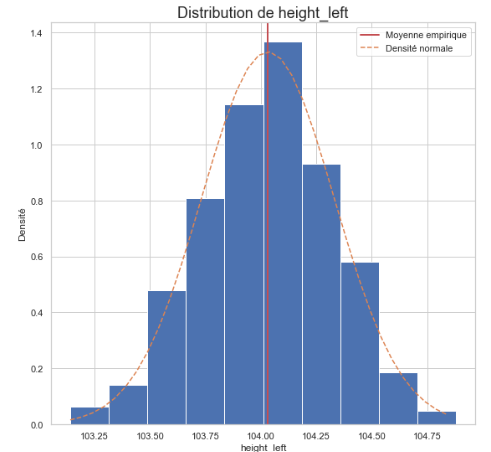 Distribution de height_left
Moyenne empirique
Densité normale
Densité
1.4
1.2
1.0
0.8
0.6
0.4
0.2
0.0
103.25 103.50 103.75 104.00 104.25 104.50 104.75
height_left